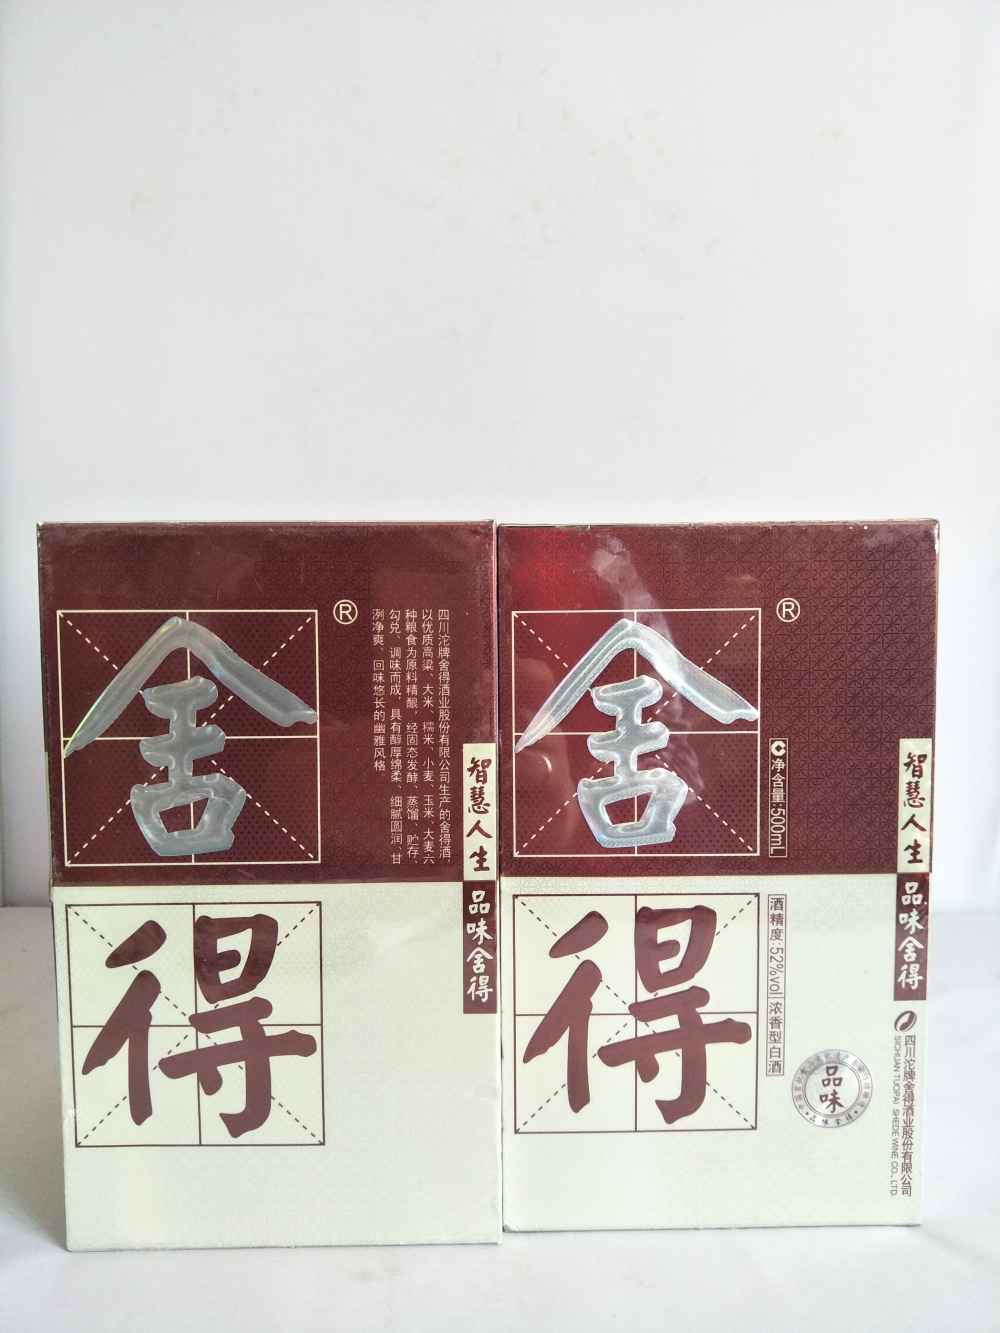 舍
®
得
四川沱牌舍得酒业股份有限公司生产的舍得酒,
以优质高粱、大米、糯米、小麦、玉米、大麦六
种粮食为原料精酿,经固态发酵、蒸馏、贮存、
勾兑、调味而成,具有醇厚绵柔、细腻圆润、甘
洌净爽、回味悠长的幽雅风格
智慧人生
品味舍得
舍
®
得
净含量:500mL
酒精度:52%vol
浓香型白酒
智慧人生
品味舍得
四川沱牌舍得酒业股份有限公司
SICHUAN TUOPAI SHEDE WINE CO., LTD.
品味
品味舍得